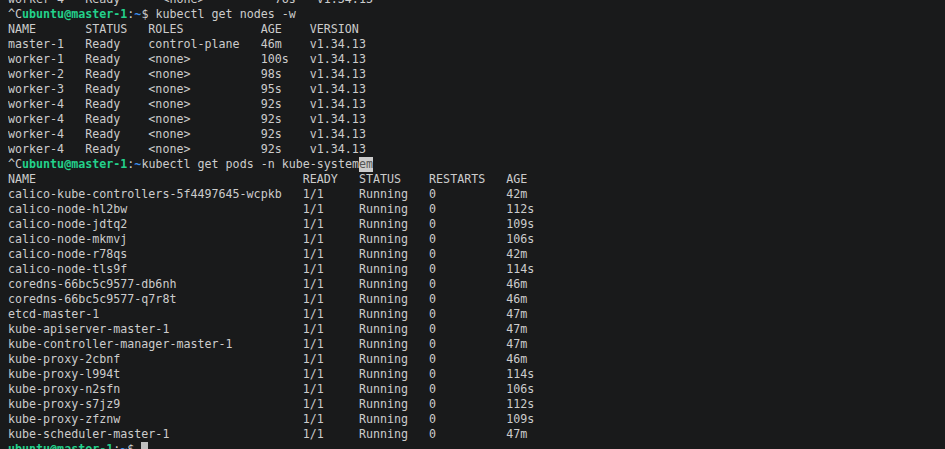 worker-4   Ready    <none>          76s   v1.34.13
^Cubuntu@master-1:~$ kubectl get nodes -w
NAME       STATUS   ROLES           AGE    VERSION
master-1   Ready    control-plane   46m    v1.34.13
worker-1   Ready    <none>          100s   v1.34.13
worker-2   Ready    <none>          98s    v1.34.13
worker-3   Ready    <none>          95s    v1.34.13
worker-4   Ready    <none>          92s    v1.34.13
worker-4   Ready    <none>          92s    v1.34.13
worker-4   Ready    <none>          92s    v1.34.13
worker-4   Ready    <none>          92s    v1.34.13
^Cubuntu@master-1:~kubectl get pods -n kube-systemem
NAME                                      READY   STATUS    RESTARTS   AGE
calico-kube-controllers-5f4497645-wcpkb   1/1     Running   0          42m
calico-node-hl2bw                         1/1     Running   0          112s
calico-node-jdtq2                         1/1     Running   0          109s
calico-node-mkmvj                         1/1     Running   0          106s
calico-node-r78qs                         1/1     Running   0          42m
calico-node-tls9f                         1/1     Running   0          114s
coredns-66bc5c9577-db6nh                  1/1     Running   0          46m
coredns-66bc5c9577-q7r8t                  1/1     Running   0          46m
etcd-master-1                             1/1     Running   0          47m
kube-apiserver-master-1                   1/1     Running   0          47m
kube-controller-manager-master-1          1/1     Running   0          47m
kube-proxy-2cbnf                          1/1     Running   0          46m
kube-proxy-l994t                          1/1     Running   0          114s
kube-proxy-n2sfn                          1/1     Running   0          106s
kube-proxy-s7jz9                          1/1     Running   0          112s
kube-proxy-zfznw                          1/1     Running   0          109s
kube-scheduler-master-1                   1/1     Running   0          47m
ubuntu@master-1:~$